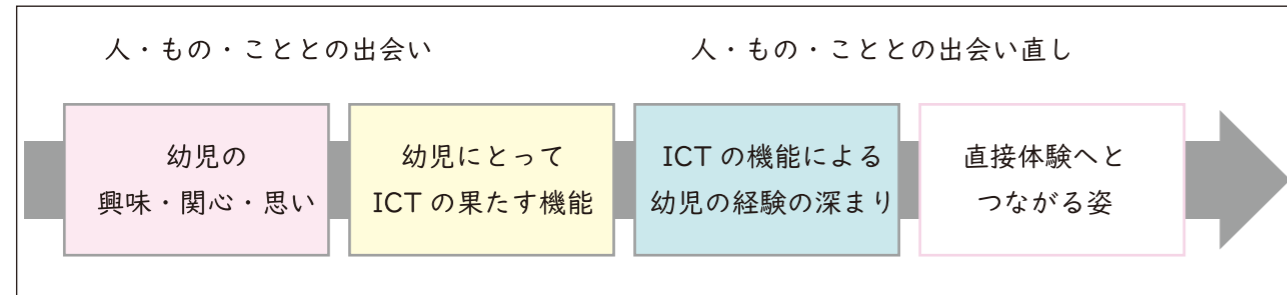 人・もの・こととの出会い
人・もの・こととの出会い直し
幼児の
興味・関心・思い
幼児にとって
ICT の果たす機能
ICT の機能による
幼児の経験の深まり
直接体験へと
つながる姿